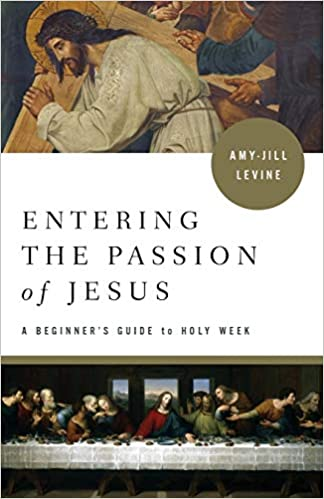 AMY-JILL
LEVINE
ENTERING
THE PASSION
of JESUS
A BEGINNER'S GUIDE to HOLY WEEK